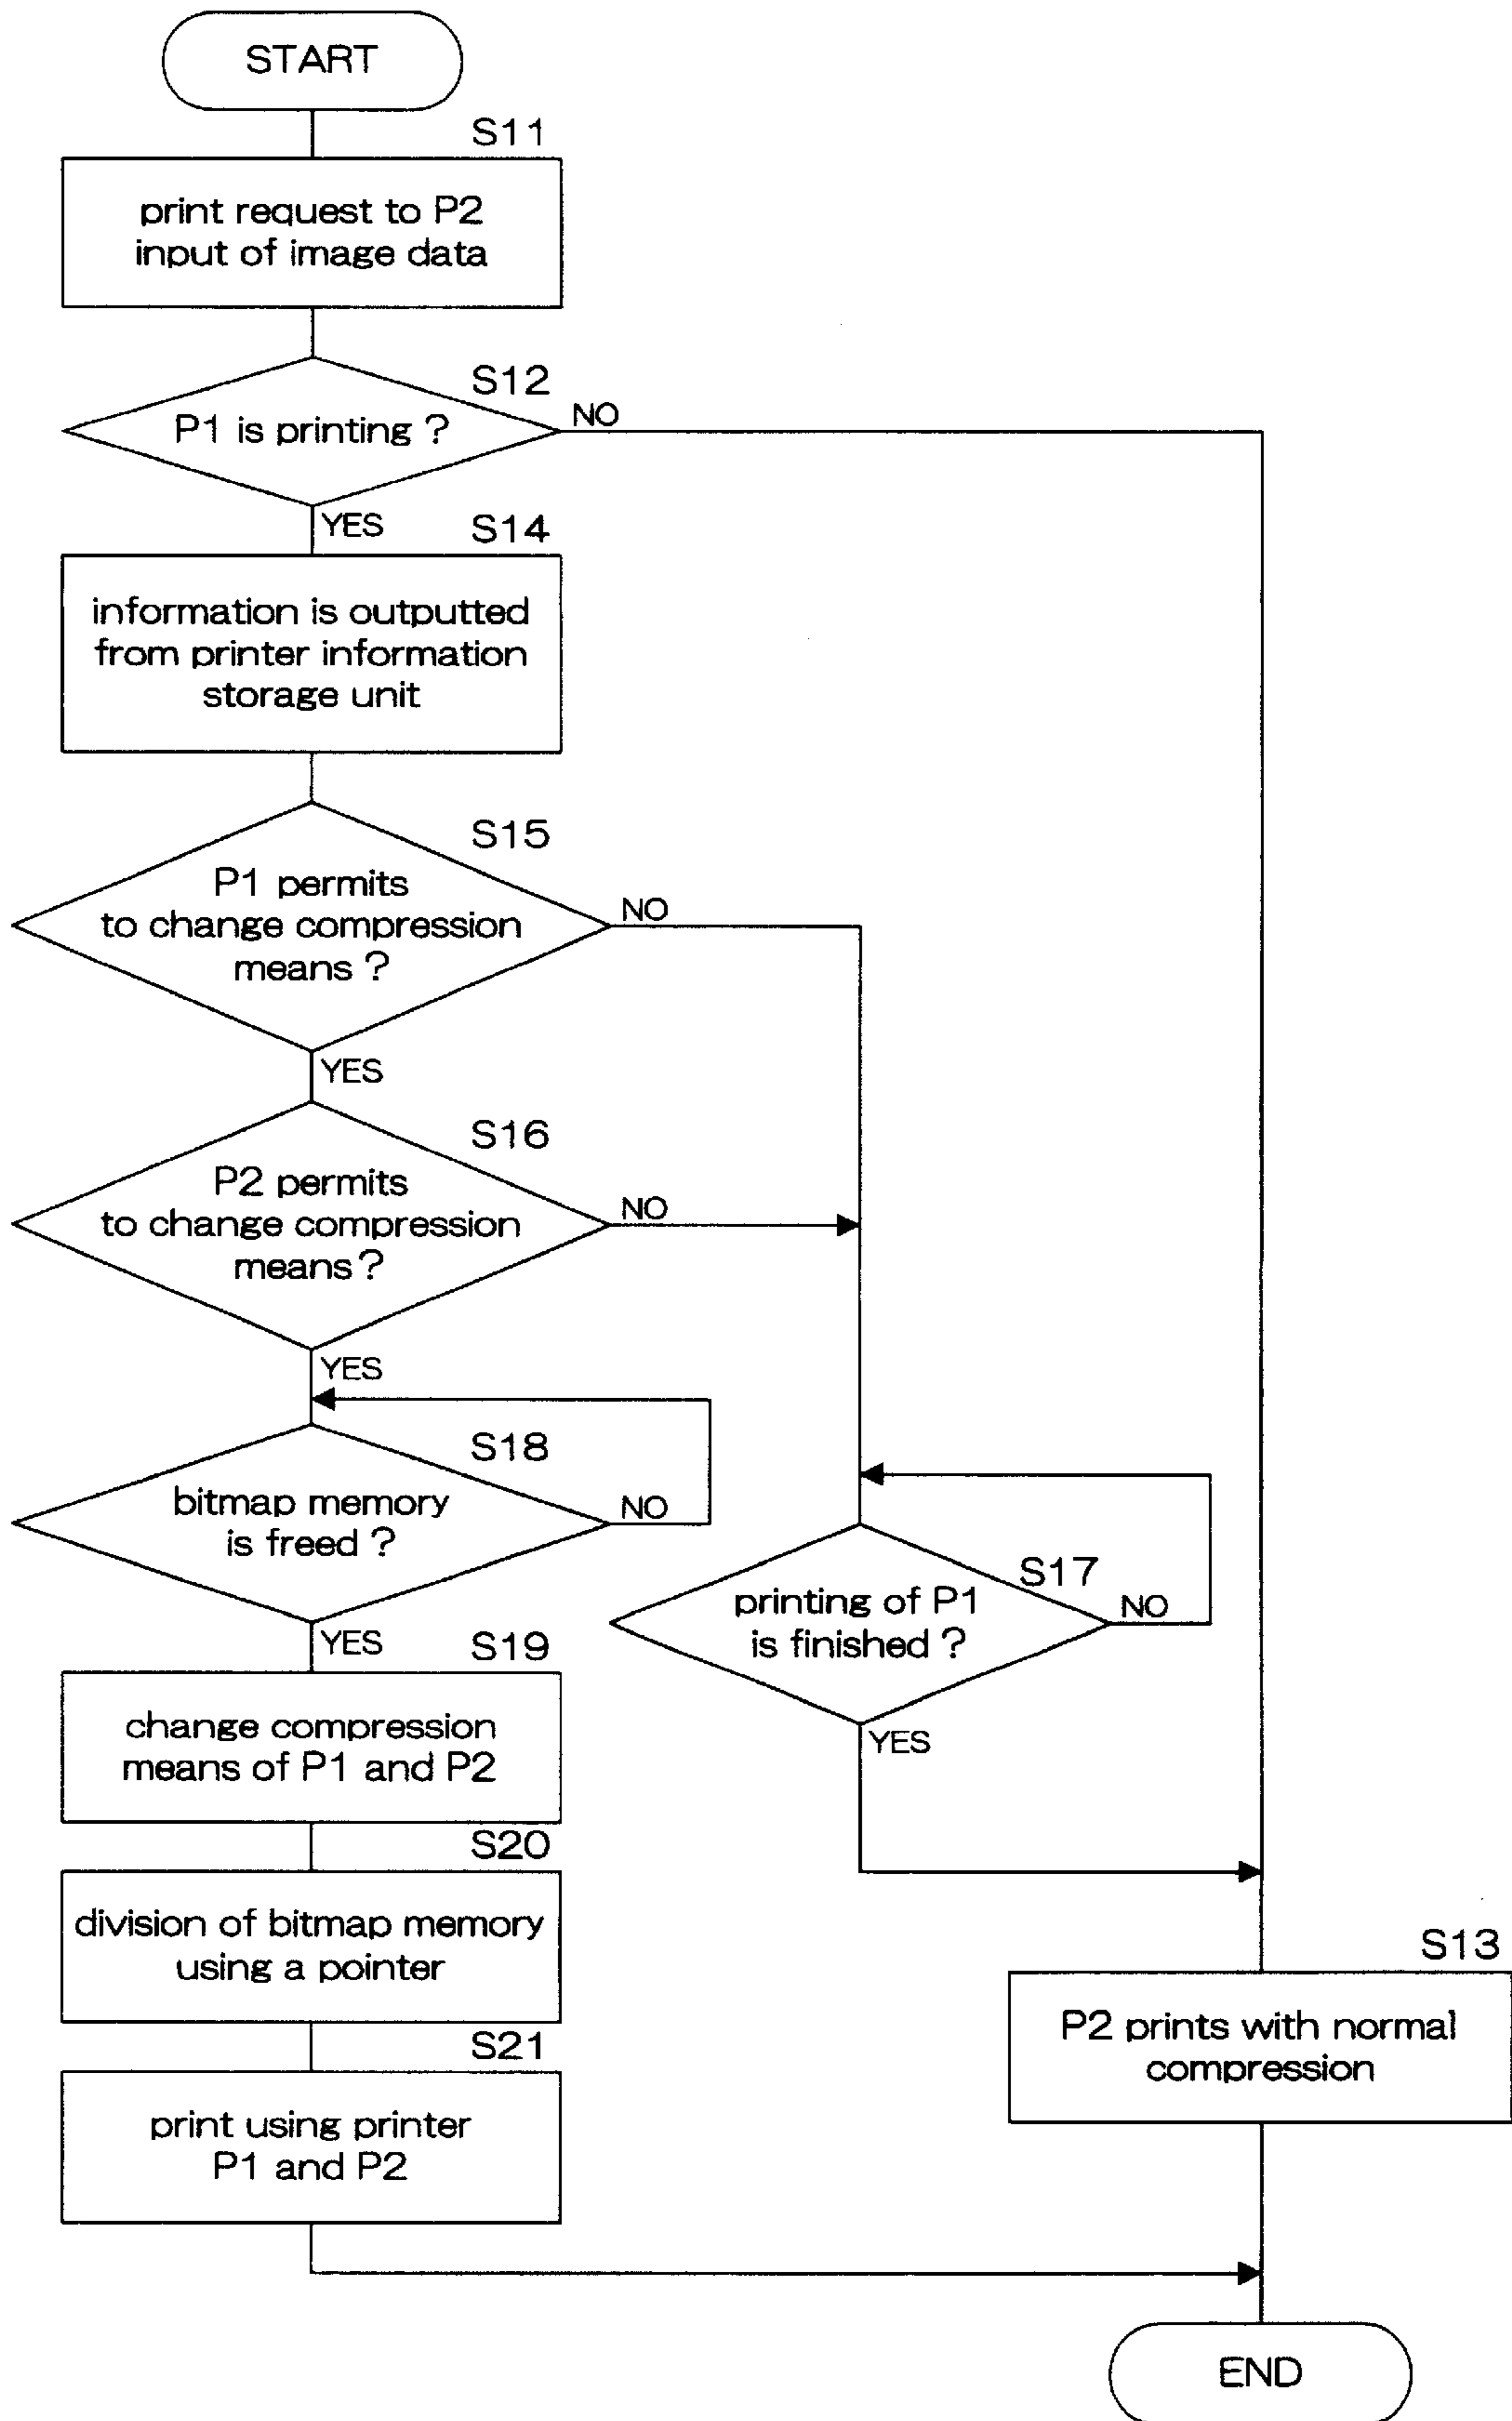 START
S11
print request to P2
input of image data
S12
P1 is printing ?
NO
YES
S14
information is outputted
from printer information
storage unit
S15
P1 permits
to change compression
means ?
NO
YES
S16
P2 permits
to change compression
means ?
NO
YES
S18
bitmap memory
is freed ?
NO
YES
S17
printing of P1
is finished ?
NO
YES
S19
change compression
means of P1 and P2
S20
division of bitmap memory
using a pointer
S13
P2 prints with normal
compression
S21
print using printer
P1 and P2
END